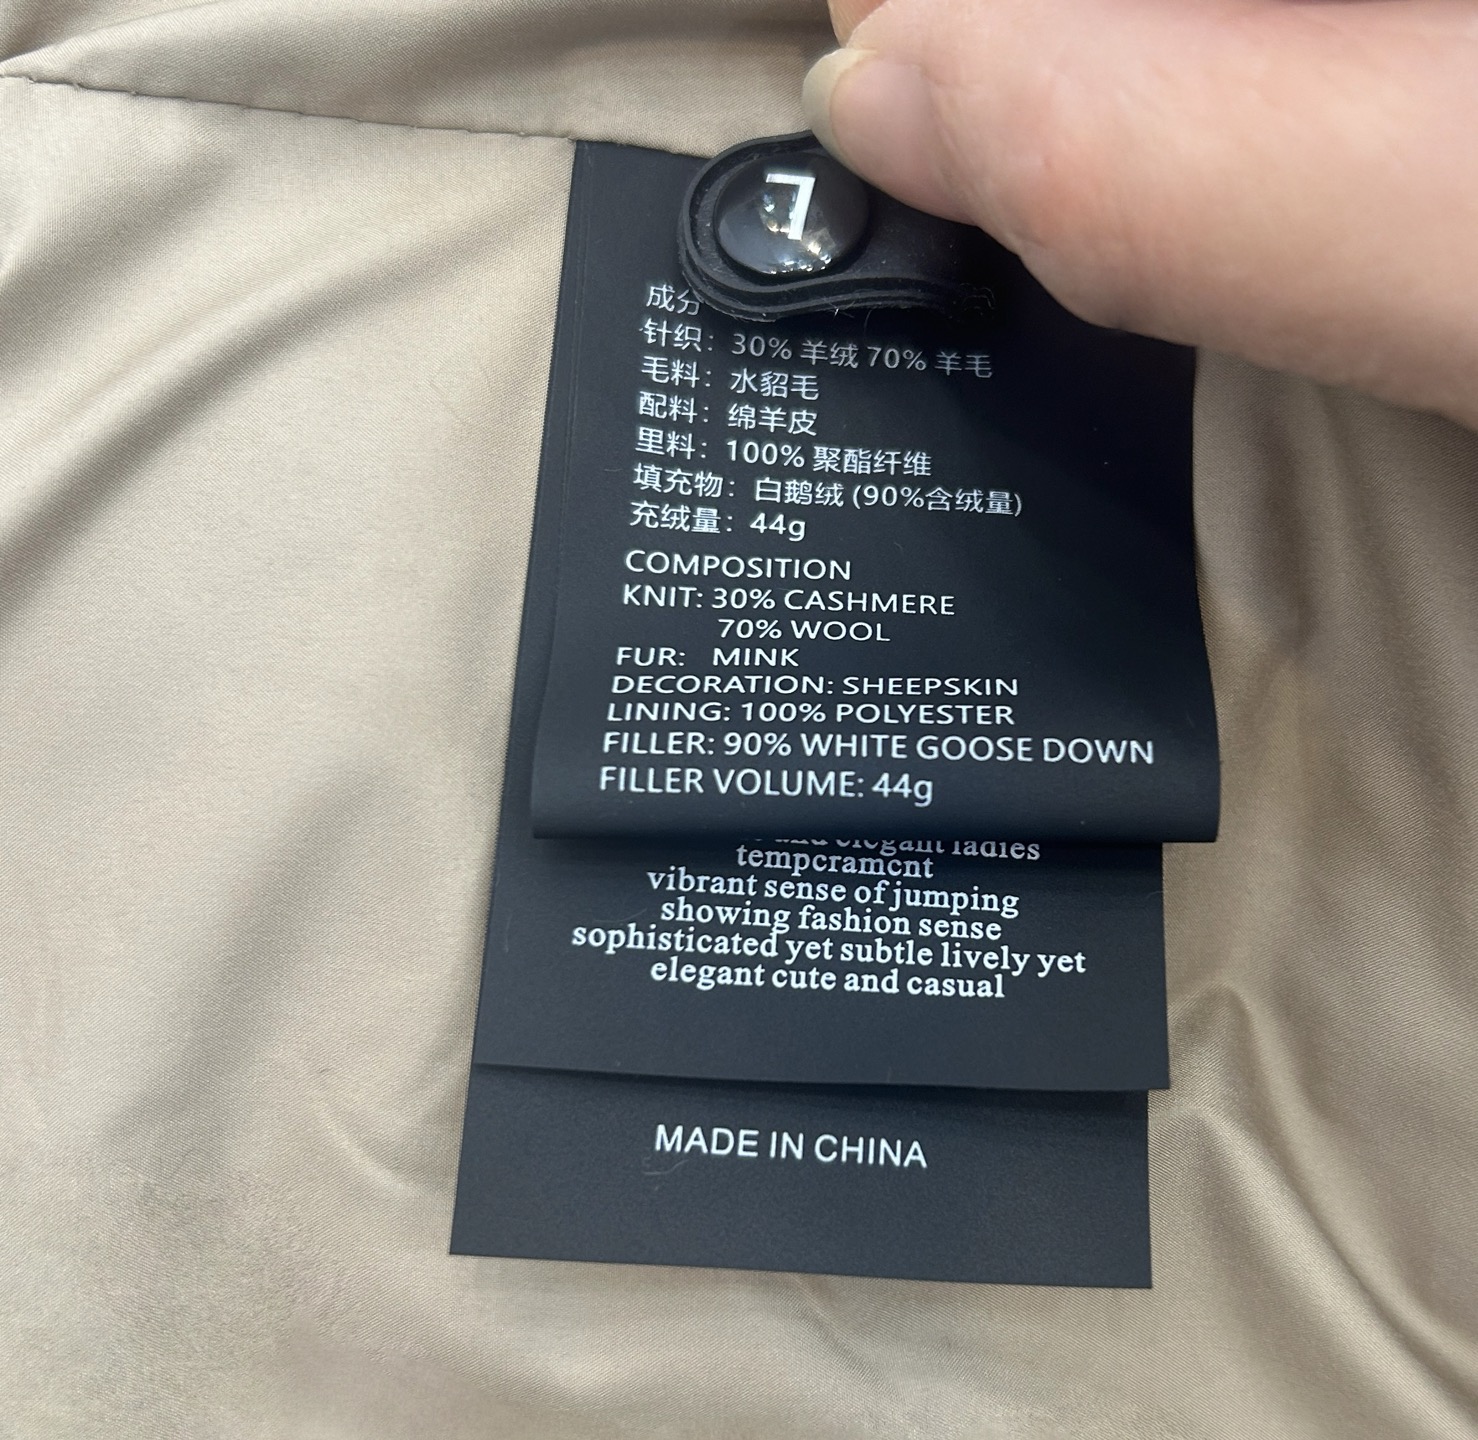 成分
针织：30% 羊绒 70% 羊毛
毛料：水貂毛
配料：绵羊皮
里料：100% 聚酯纤维
填充物：白鹅绒 (90%含绒量)
充绒量：44g
COMPOSITION
KNIT: 30% CASHMERE
70% WOOL
FUR: MINK
DECORATION: SHEEPSKIN
LINING: 100% POLYESTER
FILLER: 90% WHITE GOOSE DOWN
FILLER VOLUME: 44g
and elegant ladies
tempcramcnt
vibrant sense of jumping
showing fashion sense
sophisticated yet subtle lively yet
elegant cute and casual
MADE IN CHINA